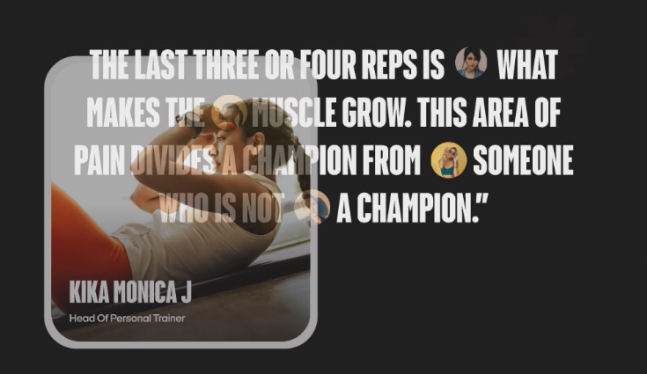 THE LAST THREE OR FOUR REPS IS WHAT
MAKES THE MUSCLE GROW. THIS AREA OF
PAIN DIVIDES A CHAMPION FROM SOMEONE
WHO IS NOT A CHAMPION.”
KIKA MONICA J
Head Of Personal Trainer